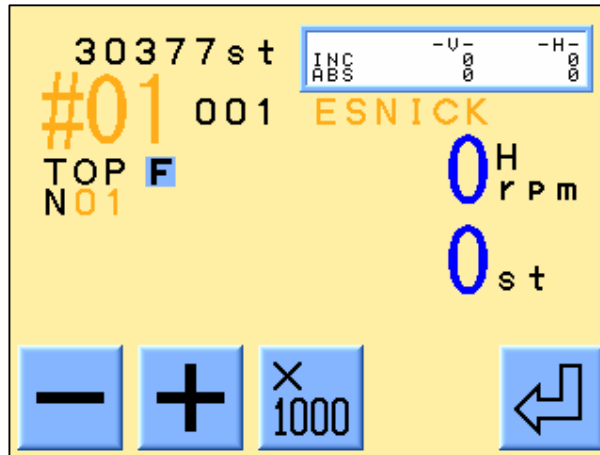 30377st
-V- -H-
INC 0 0
ABS 0 0
#01 001 ESNICK
TOP F
N01
0 H rpm
0 st
×
1000